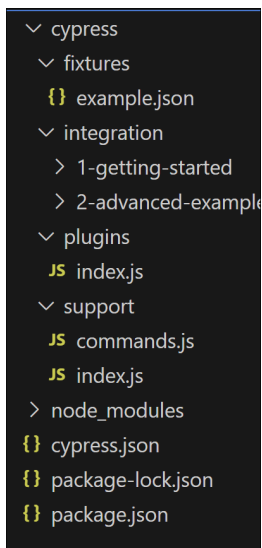 cypress
fixtures
{} example.json
integration
1-getting-started
2-advanced-example
plugins
JS index.js
support
JS commands.js
JS index.js
node_modules
{} cypress.json
{} package-lock.json
{} package.json